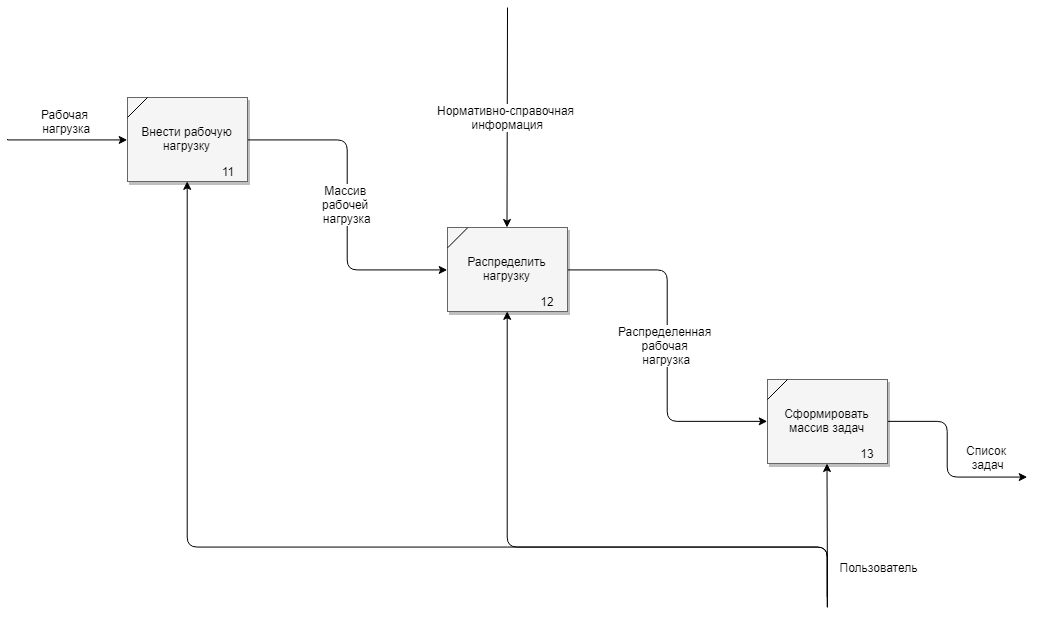 Рабочая
нагрузка
Внести рабочую
нагрузку
11
Нормативно-справочная
информация
Массив
рабочей
нагрузка
Распределить
нагрузку
12
Распределенная
рабочая
нагрузка
Сформировать
массив задач
13
Список
задач
Пользователь